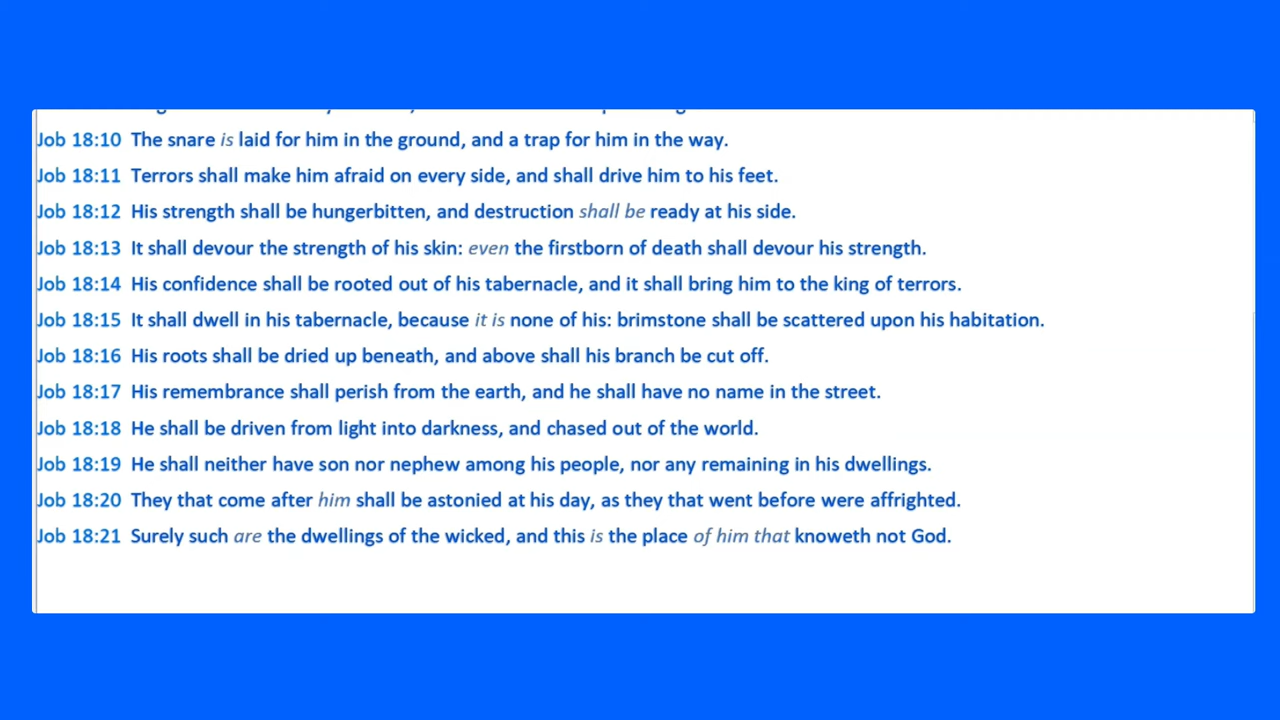 Job 18:10 The snare is laid for him in the ground, and a trap for him in the way.
Job 18:11 Terrors shall make him afraid on every side, and shall drive him to his feet.
Job 18:12 His strength shall be hungerbitten, and destruction shall be ready at his side.
Job 18:13 It shall devour the strength of his skin: even the firstborn of death shall devour his strength.
Job 18:14 His confidence shall be rooted out of his tabernacle, and it shall bring him to the king of terrors.
Job 18:15 It shall dwell in his tabernacle, because it is none of his: brimstone shall be scattered upon his habitation.
Job 18:16 His roots shall be dried up beneath, and above shall his branch be cut off.
Job 18:17 His remembrance shall perish from the earth, and he shall have no name in the street.
Job 18:18 He shall be driven from light into darkness, and chased out of the world.
Job 18:19 He shall neither have son nor nephew among his people, nor any remaining in his dwellings.
Job 18:20 They that come after him shall be astonied at his day, as they that went before were affrighted.
Job 18:21 Surely such are the dwellings of the wicked, and this is the place of him that knoweth not God.